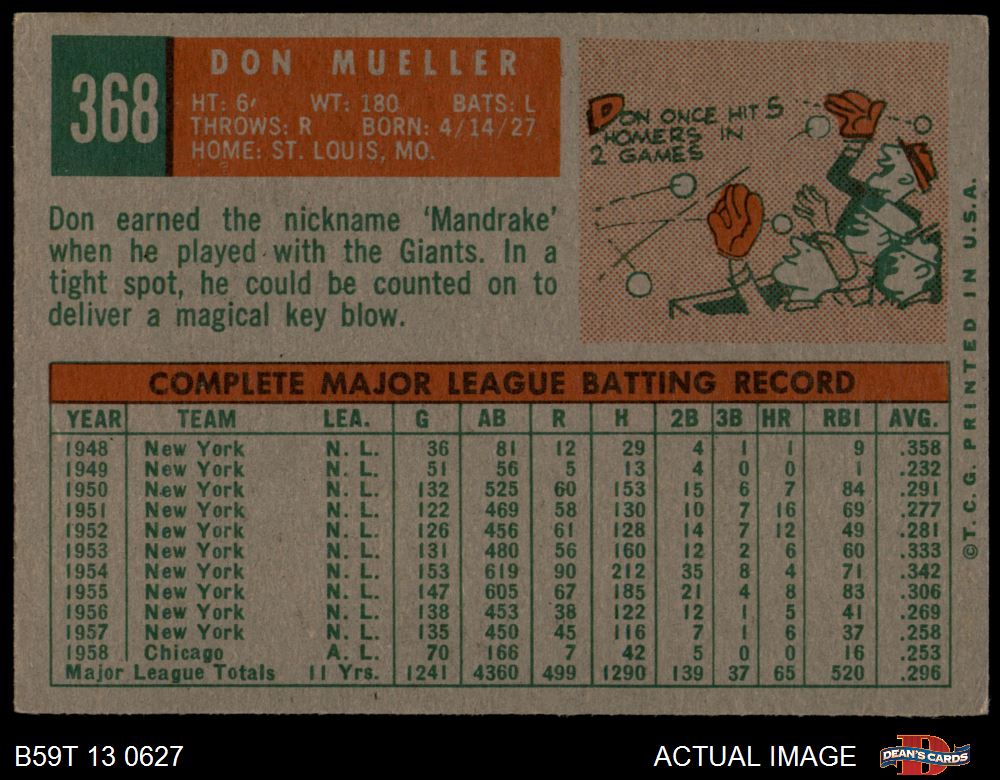 368
DON MUELLER
HT: 6' WT: 180 BATS: L
THROWS: R BORN: 4/14/27
HOME: ST. LOUIS, MO.
DON ONCE HIT 5
HOMERS IN
2 GAMES
Don earned the nickname ‘Mandrake’
when he played with the Giants. In a
tight spot, he could be counted on to
deliver a magical key blow.
COMPLETE MAJOR LEAGUE BATTING RECORD
YEAR TEAM LEA. G AB R H 2B 3B HR RBI AVG.
1948 New York N. L. 36 81 12 29 4 1 1 9 .358
1949 New York N. L. 51 56 5 13 4 0 0 1 .232
1950 New York N. L. 132 525 60 153 15 6 7 84 .291
1951 New York N. L. 122 469 58 130 10 7 16 69 .277
1952 New York N. L. 126 456 61 128 14 7 12 49 .281
1953 New York N. L. 131 480 56 160 12 2 6 60 .333
1954 New York N. L. 153 619 90 212 35 8 4 71 .342
1955 New York N. L. 147 605 67 185 21 4 8 83 .306
1956 New York N. L. 138 453 38 122 12 1 5 41 .269
1957 New York N. L. 135 450 45 116 7 1 6 37 .258
1958 Chicago A. L. 70 166 7 42 5 0 0 16 .253
Major League Totals 11 Yrs. 1241 4360 499 1290 139 37 65 520 .296
© T. C. G. PRINTED IN U.S.A.
B59T 13 0627
ACTUAL IMAGE
DEAN'S CARDS